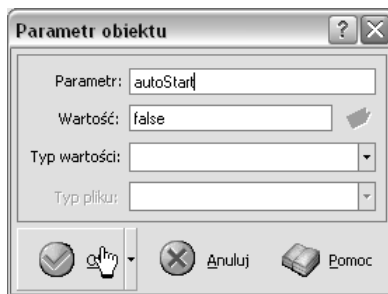 Parametr obiektu
?
Parametr: autoStart
Wartość: false
Typ wartości:
Typ pliku:
Anuluj
Pomoc